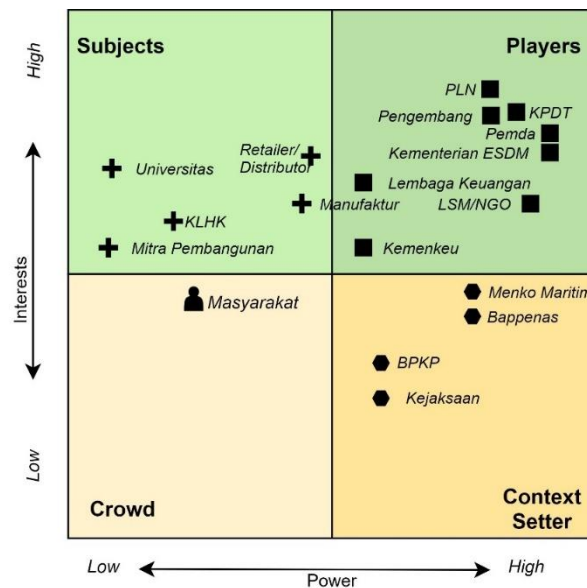 Subjects
Players
High
PLN
KPDT
Pengembang
Pemda
Retailer/
Distributor
Kementerian ESDM
Universitas
Lembaga Keuangan
Manufaktur
LSM/NGO
KLHK
Mitra Pembangunan
Kemenkeu
Interests
Masyarakat
Menko Maritim
Bappenas
BPKP
Kejaksaan
Low
Crowd
Context
Setter
Low
Power
High